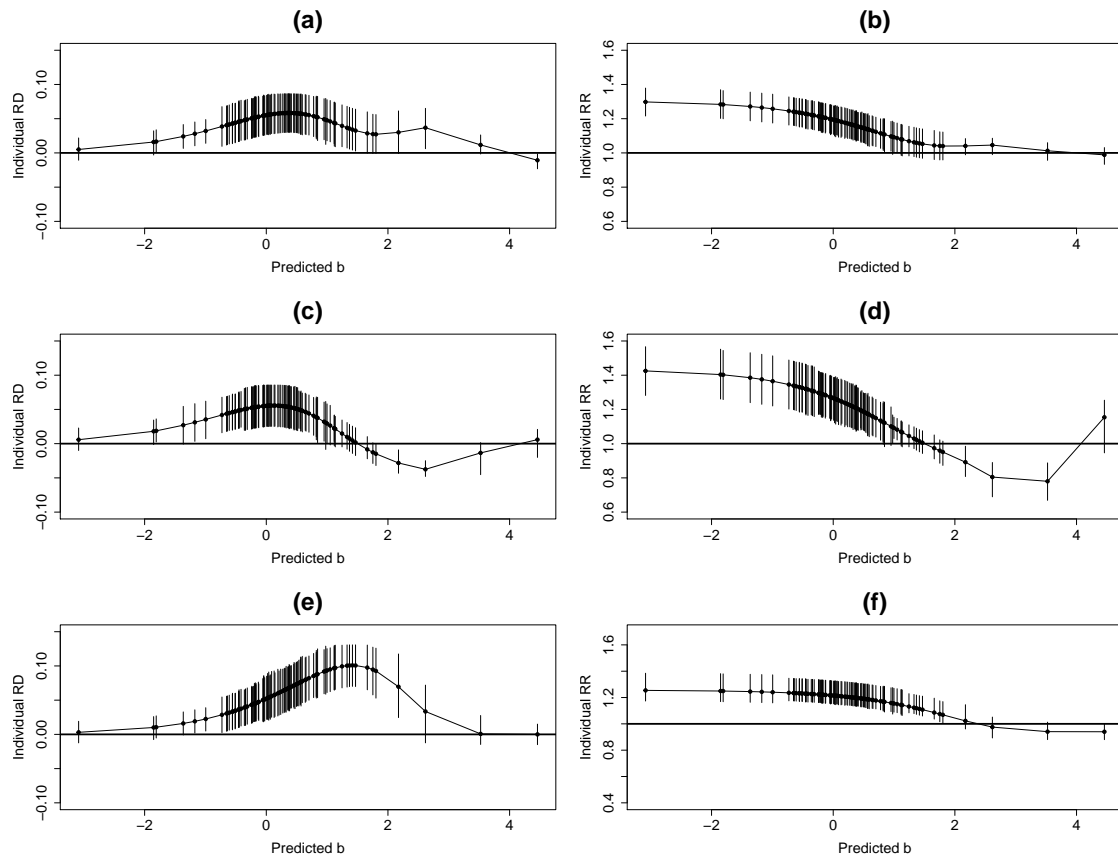 (a)
Individual RD
0.10
0.00
−0.10
−2 0 2 4
Predicted b
(b)
Individual RR
1.6
1.4
1.2
1.0
0.8
0.6
−2 0 2 4
Predicted b
(c)
Individual RD
0.10
0.00
−0.10
−2 0 2 4
Predicted b
(d)
Individual RR
1.6
1.4
1.2
1.0
0.8
0.6
−2 0 2 4
Predicted b
(e)
Individual RD
0.10
0.00
−0.10
−2 0 2 4
Predicted b
(f)
Individual RR
1.6
1.2
0.8
0.4
−2 0 2 4
Predicted b